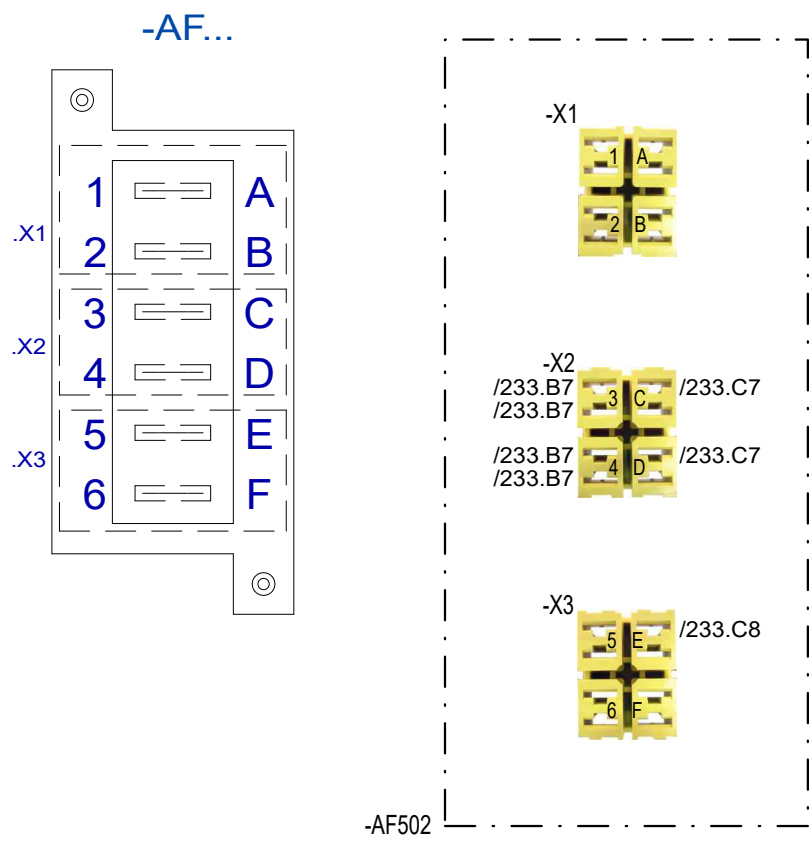 -AF...
1 A
.X1
2 B
3 C
.X2
4 D
5 E
.X3
6 F
-X1
1 A
2 B
-X2
/233.B7 3 C /233.C7
/233.B7
/233.B7 4 D /233.C7
/233.B7
-X3
5 E /233.C8
6 F
-AF502